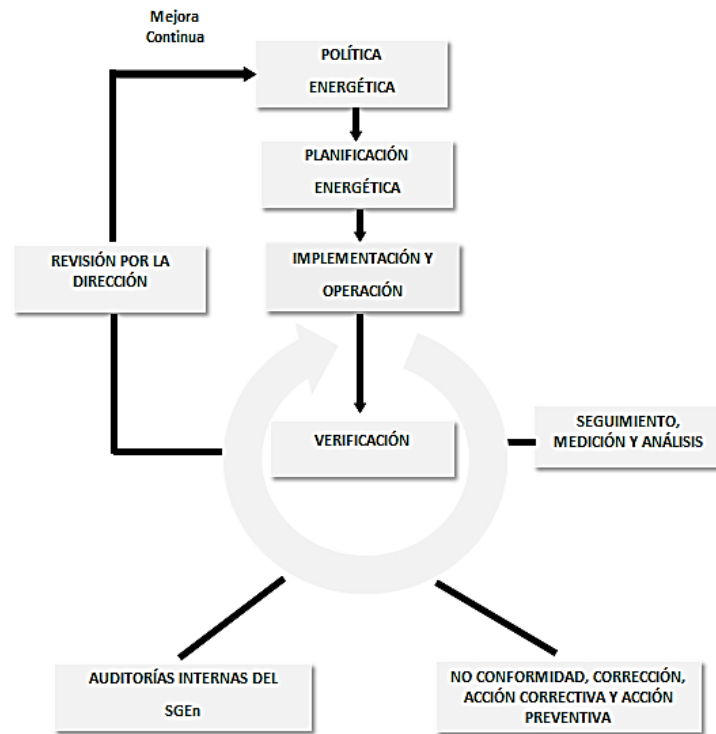 Mejora
Continua
POLÍTICA
ENERGÉTICA
PLANIFICACIÓN
ENERGÉTICA
REVISIÓN POR LA
DIRECCIÓN
IMPLEMENTACIÓN Y
OPERACIÓN
VERIFICACIÓN
SEGUIMIENTO,
MEDICIÓN Y ANÁLISIS
AUDITORÍAS INTERNAS DEL
SGEn
NO CONFORMIDAD, CORRECCIÓN,
ACCIÓN CORRECTIVA Y ACCIÓN
PREVENTIVA